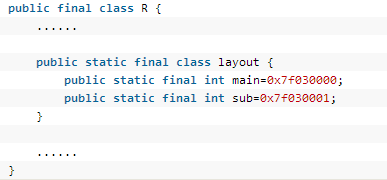 public final class R {
......
public static final class layout {
public static final int main=0x7f030000;
public static final int sub=0x7f030001;
}
......
}